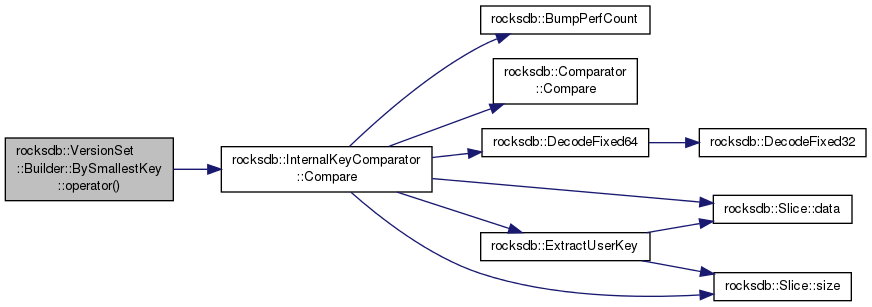 rocksdb::VersionSet
::Builder::BySmallestKey
::operator()
rocksdb::InternalKeyComparator
::Compare
rocksdb::BumpPerfCount
rocksdb::Comparator
::Compare
rocksdb::DecodeFixed64
rocksdb::DecodeFixed32
rocksdb::Slice::data
rocksdb::ExtractUserKey
rocksdb::Slice::size